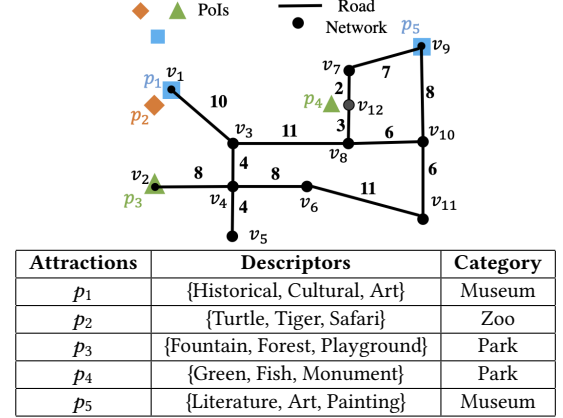 PoIs
Road
Network
p5
v9
v7
7
p1
v1
2
8
p4
v12
p2
10
3
v3
11
v8
6
v10
4
6
v2
8
8
11
p3
v4
4
v6
v11
v5
Attractions Descriptors Category
p1 {Historical, Cultural, Art} Museum
p2 {Turtle, Tiger, Safari} Zoo
p3 {Fountain, Forest, Playground} Park
p4 {Green, Fish, Monument} Park
p5 {Literature, Art, Painting} Museum